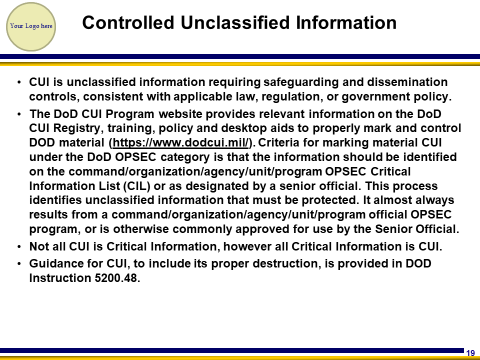 Your Logo here
Controlled Unclassified Information
• CUI is unclassified information requiring safeguarding and dissemination
controls, consistent with applicable law, regulation, or government policy.
• The DoD CUI Program website provides relevant information on the DoD
CUI Registry, training, policy and desktop aids to properly mark and control
DOD material (https://www.dodcui.mil/). Criteria for marking material CUI
under the DoD OPSEC category is that the information should be identified
on the command/organization/agency/unit/program OPSEC Critical
Information List (CIL) or as designated by a senior official. This process
identifies unclassified information that must be protected. It almost always
results from a command/organization/agency/unit/program official OPSEC
program, or is otherwise commonly approved for use by the Senior Official.
• Not all CUI is Critical Information, however all Critical Information is CUI.
• Guidance for CUI, to include its proper destruction, is provided in DOD
Instruction 5200.48.
19